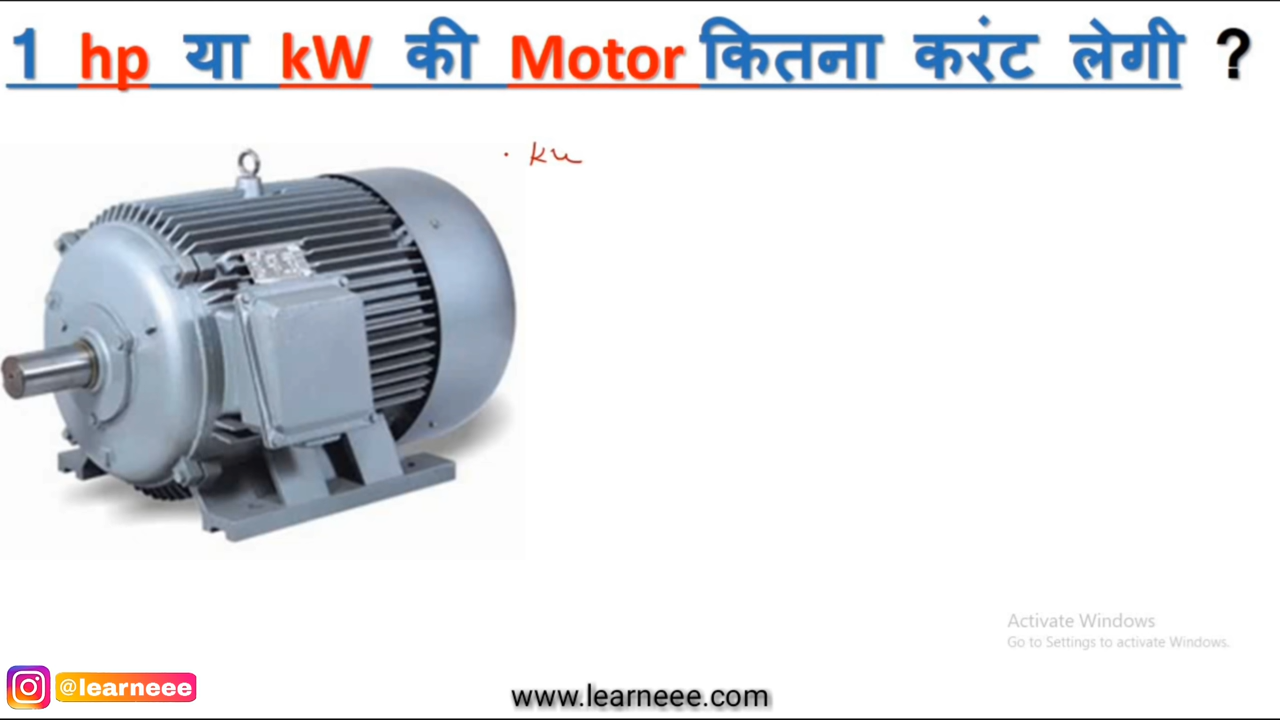 1 hp या kW की Motor कितना करंट लेगी ?
Activate Windows
Go to Settings to activate Windows.
@learneee
www.learneee.com